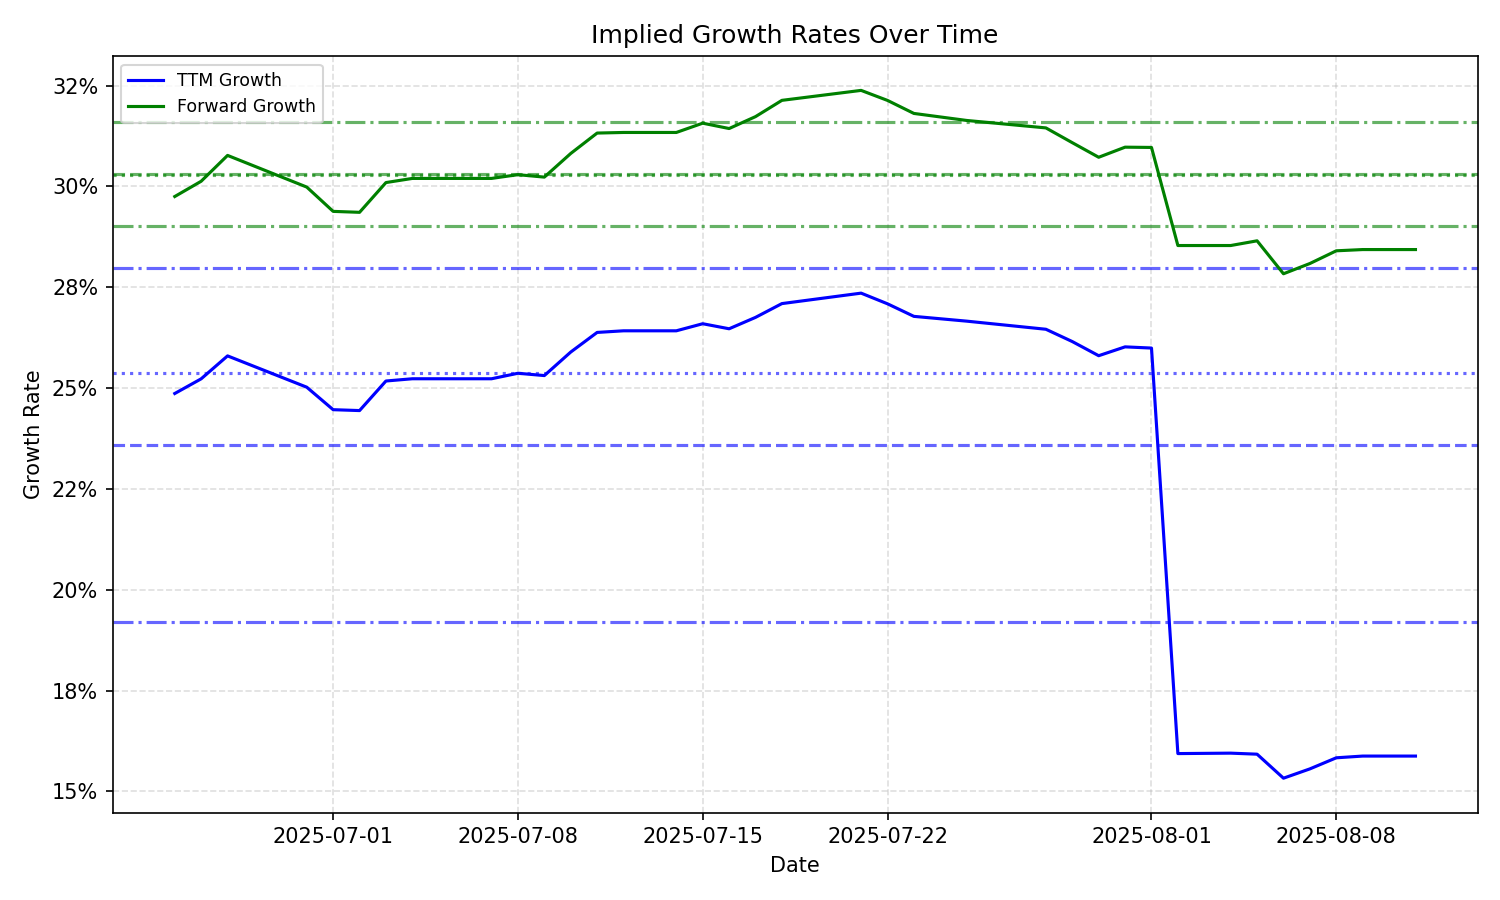 Implied Growth Rates Over Time
TTM Growth
Forward Growth
Growth Rate
32%
30%
28%
25%
22%
20%
18%
15%
2025-07-01
2025-07-08
2025-07-15
2025-07-22
2025-08-01
2025-08-08
Date